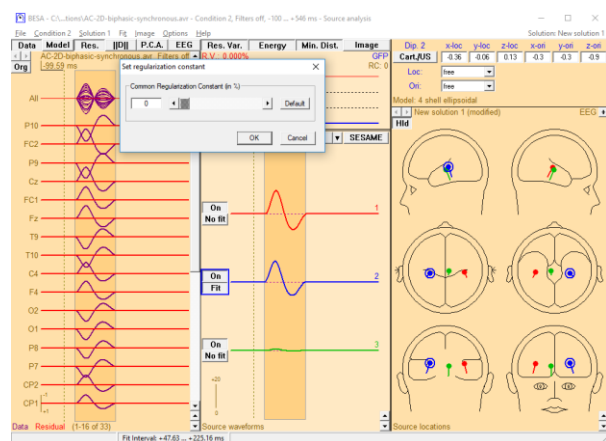 BESA - C:\...tions\AC-2D-biphasic-synchronous.avr - Condition 2, Filters off, -100 ... +546 ms - Source analysis
File Condition 2 Solution 1 Fit Image Options Help Solution: New solution 1
Data Model Res. ||D|| P.C.A. EEG Res. Var. Energy Min. Dist. Image
Dip. 2 x-loc y-loc z-loc x-ori y-ori z-ori
Cart./US -0.36 -0.06 0.13 -0.3 -0.3 -0.9
Loc: free
Ori: free
Model: 4 shell ellipsoidal
AC-2D-biphasic-synchronous.avr, Filters off
R.V.: 0.000% GFP
Org -99.59 ms RC: 0
Set regularization constant
Common Regularization Constant (in %)
0 Default
OK Cancel
SESAME
New solution 1 (modified) EEG
Hld
All
P10
FC2
P9
Cz
FC1
Fz
T9
T10
C4
F4
O2
O1
P8
P7
CP2
CP1
On
No fit
1
On
Fit
2
On
No fit
3
+20
0
+1
Data Residual (1-16 of 33) Source waveforms Source locations
Fit Interval: +47.63 ... +225.16 ms